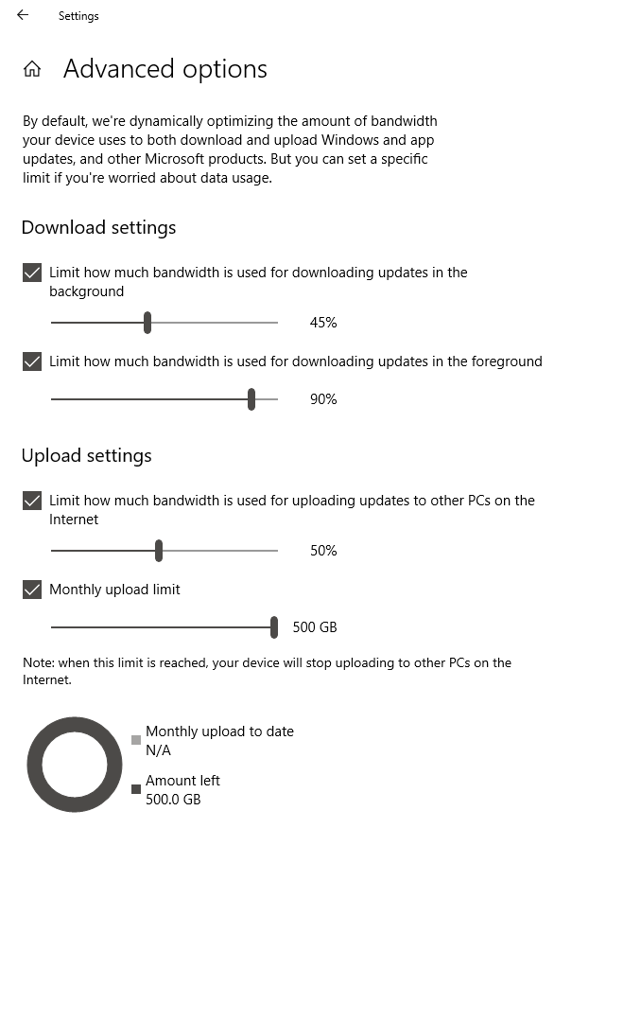 Settings
Advanced options
By default, we're dynamically optimizing the amount of bandwidth
your device uses to both download and upload Windows and app
updates, and other Microsoft products. But you can set a specific
limit if you're worried about data usage.
Download settings
Limit how much bandwidth is used for downloading updates in the
background
45%
Limit how much bandwidth is used for downloading updates in the foreground
90%
Upload settings
Limit how much bandwidth is used for uploading updates to other PCs on the
Internet
50%
Monthly upload limit
500 GB
Note: when this limit is reached, your device will stop uploading to other PCs on the
Internet.
Monthly upload to date
N/A
Amount left
500.0 GB